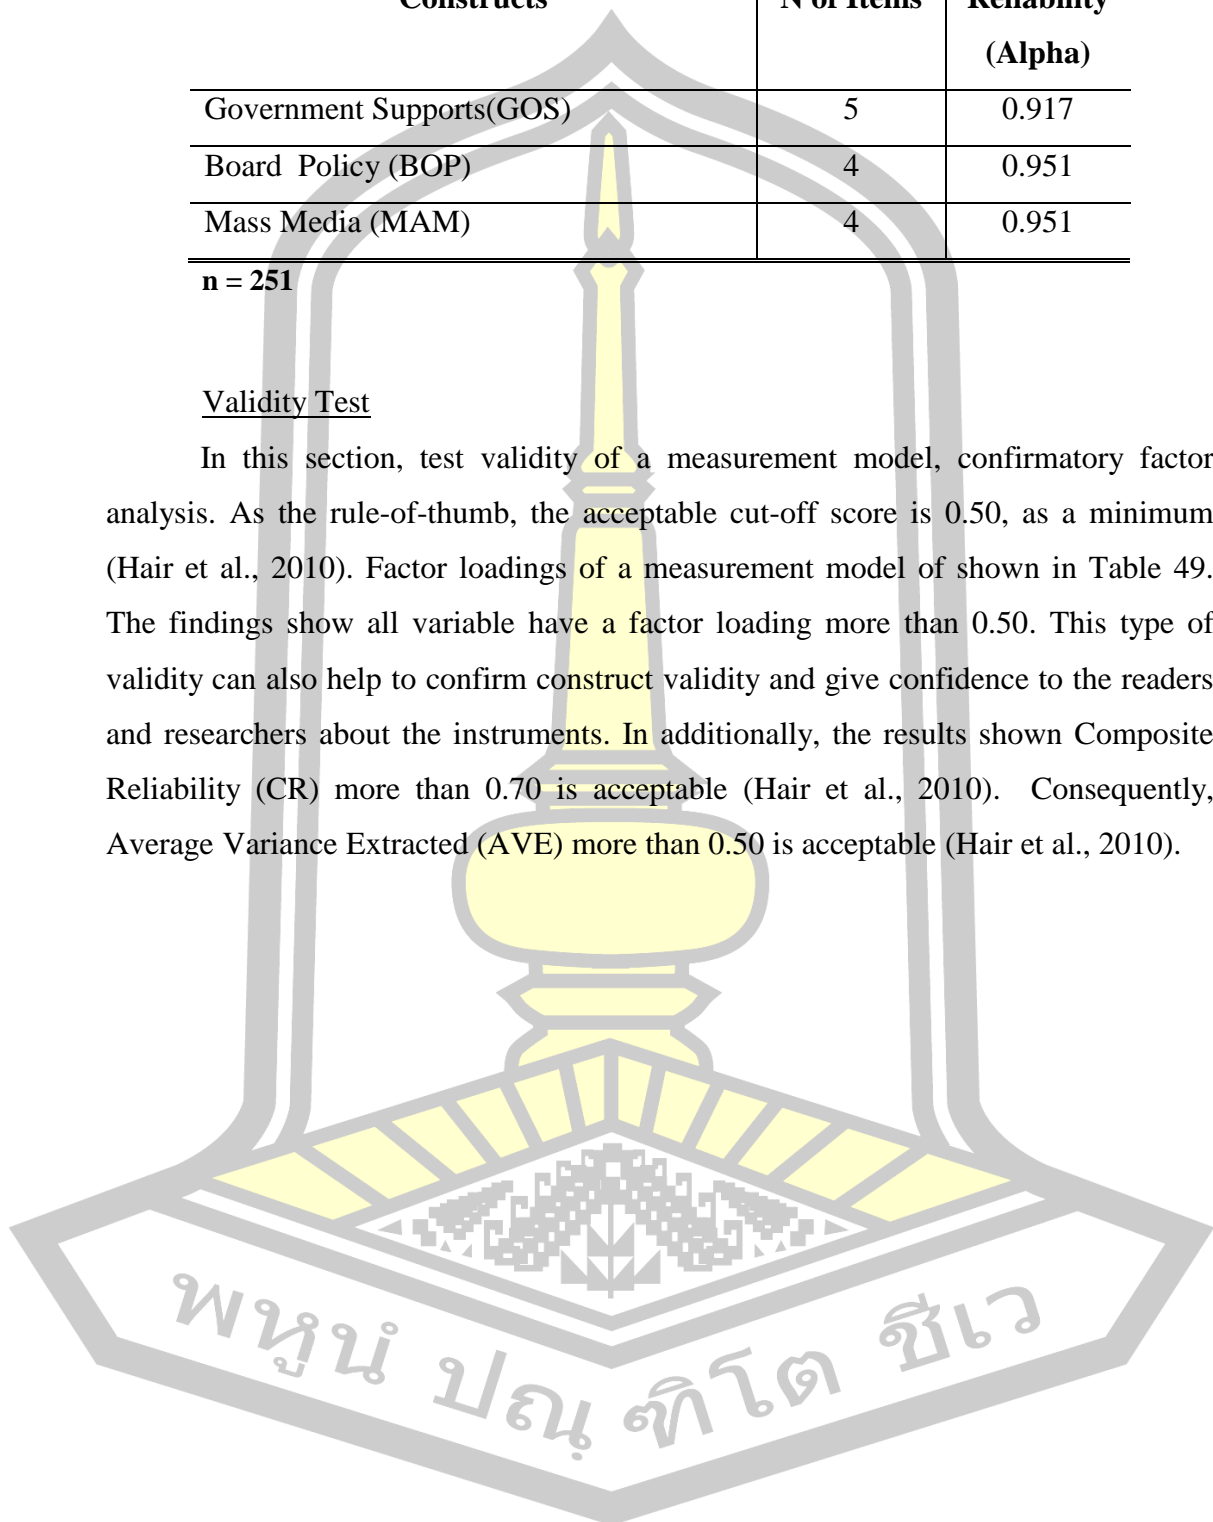 Constructs N of Items Reliability
(Alpha)
Government Supports(GOS) 5 0.917
Board Policy (BOP) 4 0.951
Mass Media (MAM) 4 0.951
n = 251
Validity Test
In this section, test validity of a measurement model, confirmatory factor
analysis. As the rule-of-thumb, the acceptable cut-off score is 0.50, as a minimum
(Hair et al., 2010). Factor loadings of a measurement model of shown in Table 49.
The findings show all variable have a factor loading more than 0.50. This type of
validity can also help to confirm construct validity and give confidence to the readers
and researchers about the instruments. In additionally, the results shown Composite
Reliability (CR) more than 0.70 is acceptable (Hair et al., 2010). Consequently,
Average Variance Extracted (AVE) more than 0.50 is acceptable (Hair et al., 2010).
พหูนํ ปณฺฑิโต ชีเว